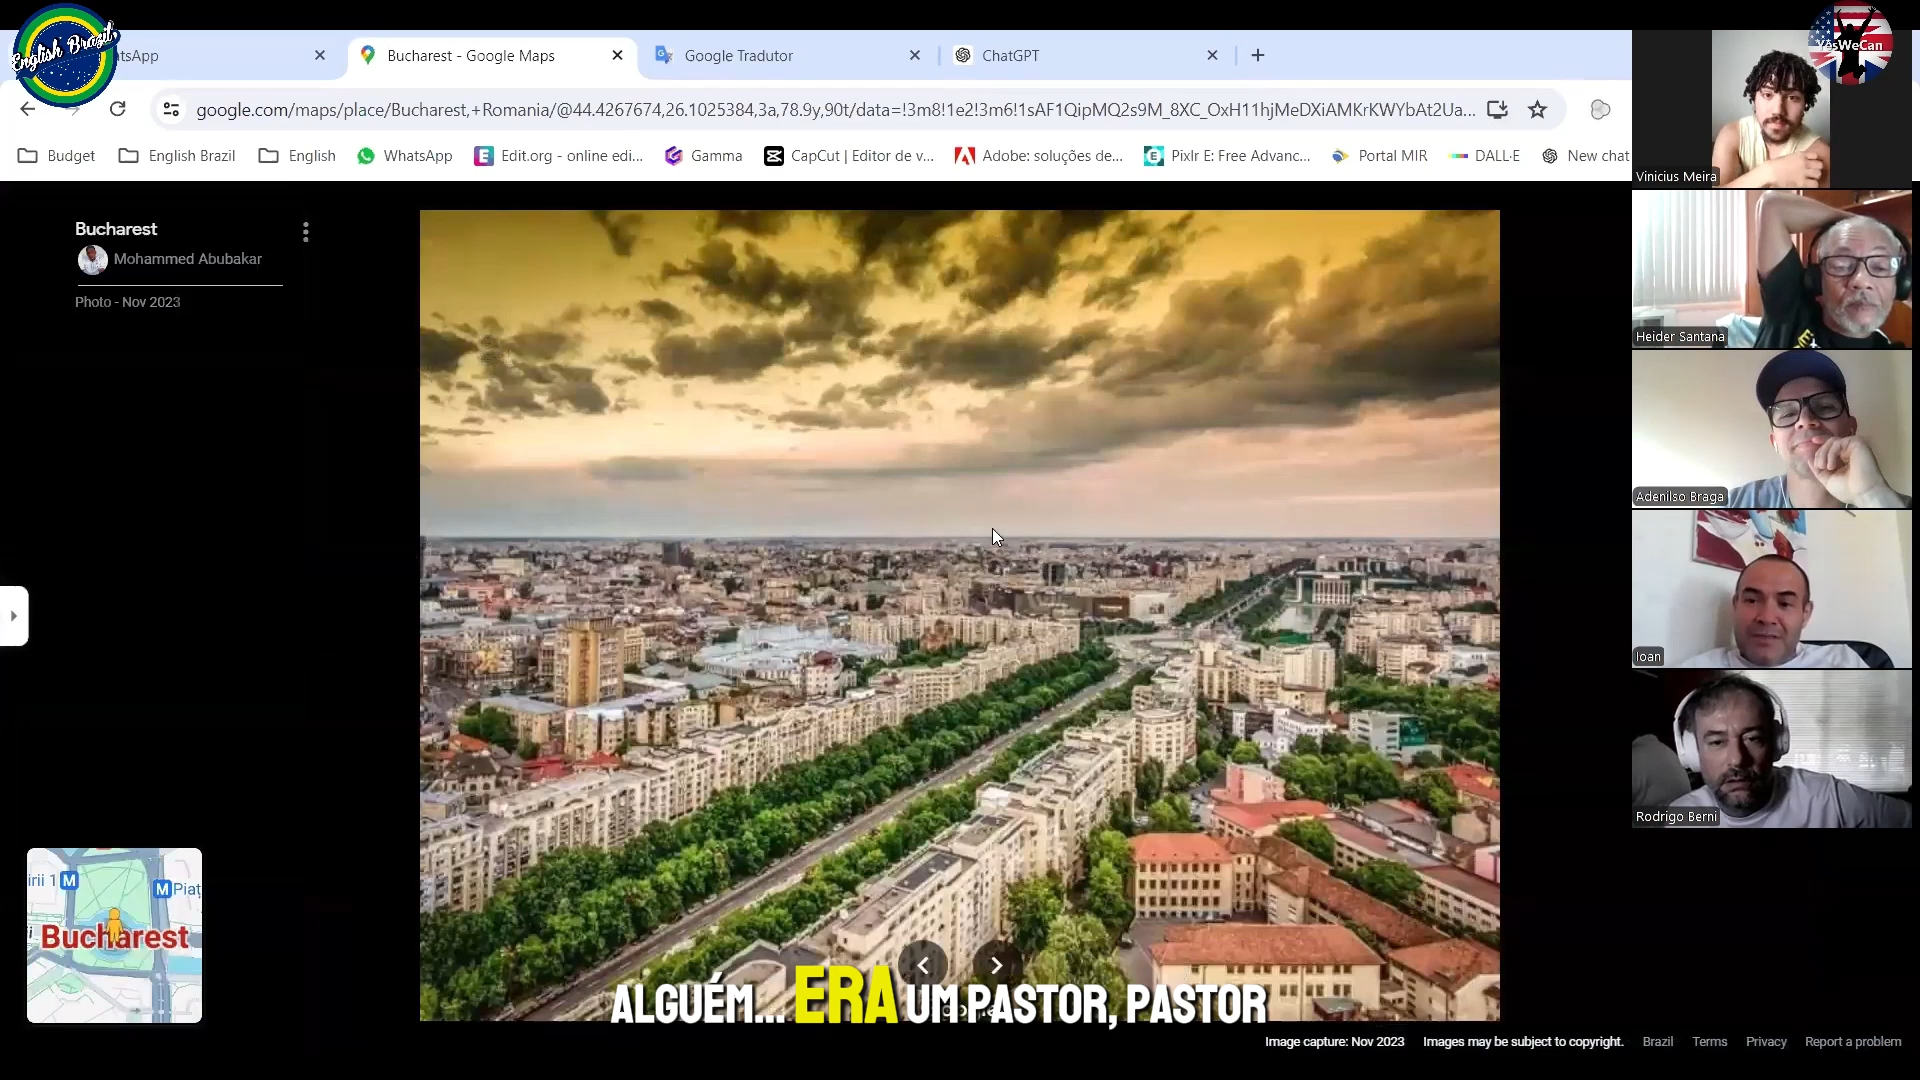 English Brazil
YesWeCan
Bucharest - Google Maps
Google Tradutor
ChatGPT
google.com/maps/place/Bucharest,+Romania/@44.4267674,26.1025384,3a,78.9y,90t/data=!3m8!1e2!3m6!1sAF1QipMQ2s9M_8XC_OxH11hjMeDXiAMKrKWYbAt2Ua...
Budget
English Brazil
English
WhatsApp
Edit.org - online edi...
Gamma
CapCut | Editor de v...
Adobe: soluções de...
Pixlr E: Free Advanc...
Portal MIR
DALL·E
New chat
Vinicius Meira
Bucharest
Mohammed Abubakar
Photo - Nov 2023
Heider Santana
Adenilso Braga
Ioan
Rodrigo Berni
M
M Piaț
Bucharest
ALGUÉM... ERA UM PASTOR, PASTOR
Image capture: Nov 2023
Images may be subject to copyright.
Brazil
Terms
Privacy
Report a problem